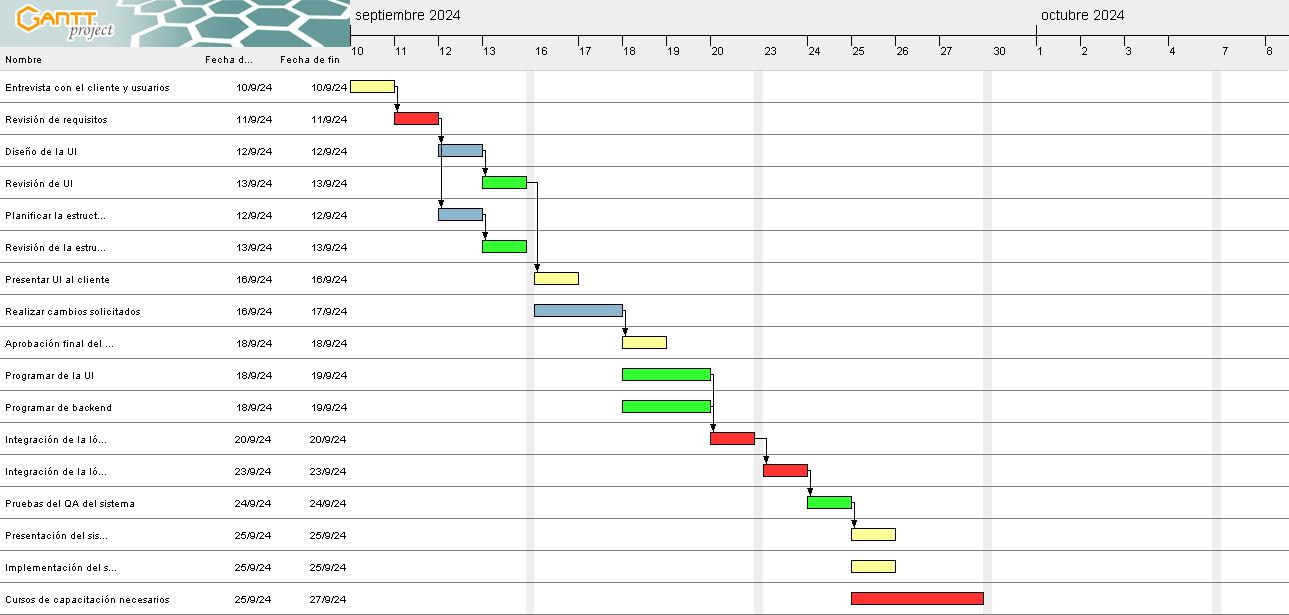 GANTT
project
septiembre 2024 octubre 2024
10 11 12 13 16 17 18 19 20 23 24 25 26 27 30 1 2 3 4 7 8
Nombre Fecha d... Fecha de fin
Entrevista con el cliente y usuarios 10/9/24 10/9/24
Revisión de requisitos 11/9/24 11/9/24
Diseño de la UI 12/9/24 12/9/24
Revisión de UI 13/9/24 13/9/24
Planificar la estruct... 12/9/24 12/9/24
Revisión de la estru... 13/9/24 13/9/24
Presentar UI al cliente 16/9/24 16/9/24
Realizar cambios solicitados 16/9/24 17/9/24
Aprobación final del ... 18/9/24 18/9/24
Programar de la UI 18/9/24 19/9/24
Programar de backend 18/9/24 19/9/24
Integración de la ló... 20/9/24 20/9/24
Integración de la ló... 23/9/24 23/9/24
Pruebas del QA del sistema 24/9/24 24/9/24
Presentación del sis... 25/9/24 25/9/24
Implementación del s... 25/9/24 25/9/24
Cursos de capacitación necesarios 25/9/24 27/9/24